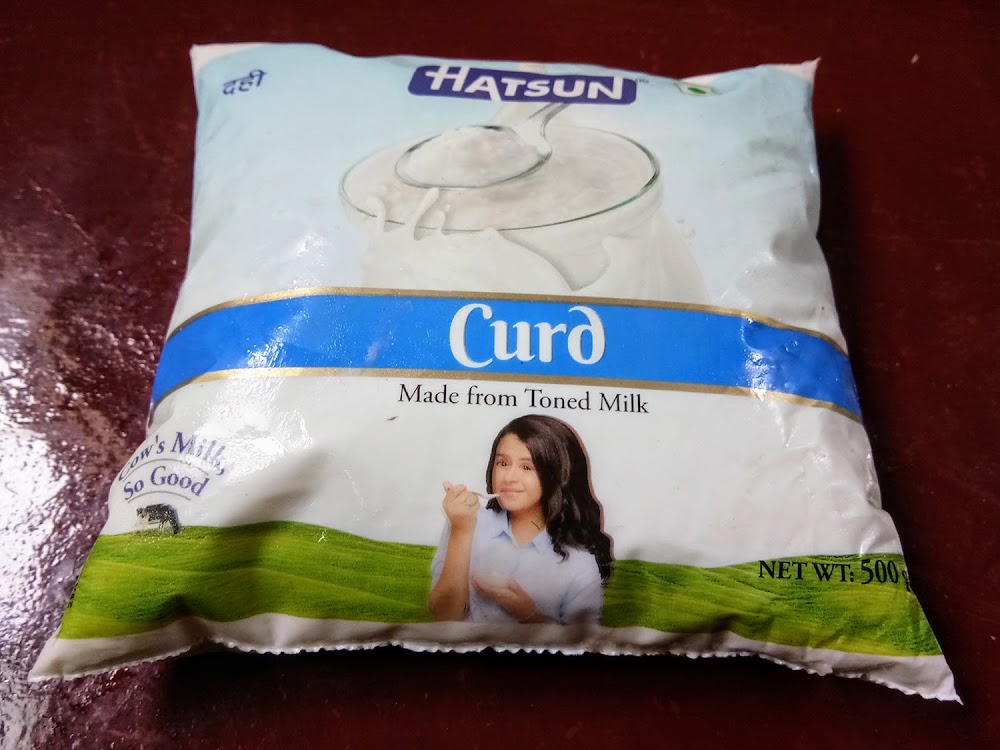 दही
HATSUN
Curd
Made from Toned Milk
Cow's Milk,
So Good
NET WT: 500 g